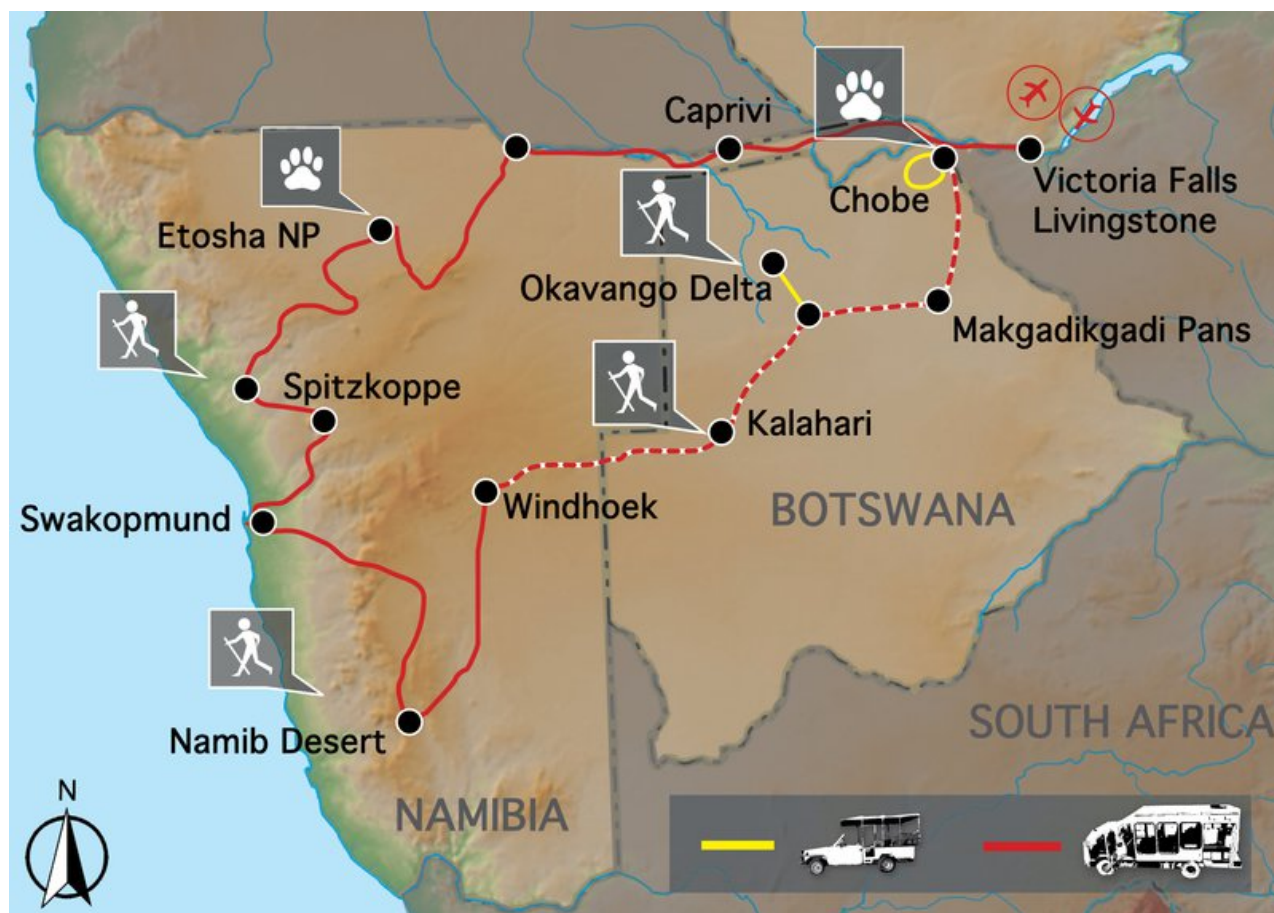 Caprivi
Chobe
Victoria Falls
Livingstone
Etosha NP
Okavango Delta
Makgadikgadi Pans
Spitzkoppe
Kalahari
Windhoek
BOTSWANA
Swakopmund
Namib Desert
SOUTH AFRICA
N
NAMIBIA